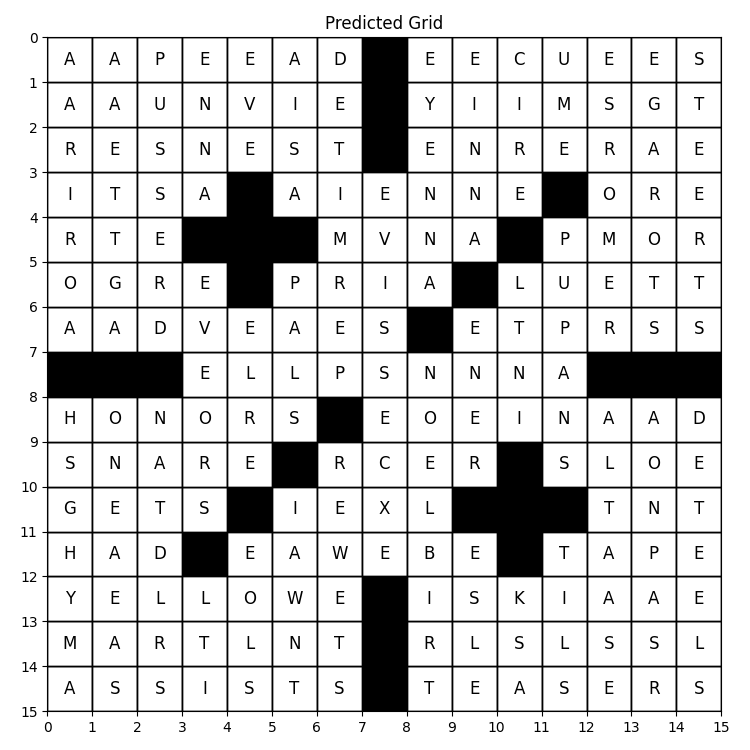 Predicted Grid
0
A A P E E A D E E C U E E S
1
A A U N V I E Y I I M S G T
2
R E S N E S T E N R E R A E
3
I T S A A I E N N E O R E
4
R T E M V N A P M O R
5
O G R E P R I A L U E T T
6
A A D V E A E S E T P R S S
7
E L L P S N N N A
8
H O N O R S E O E I N A A D
9
S N A R E R C E R S L O E
10
G E T S I E X L T N T
11
H A D E A W E B E T A P E
12
Y E L L O W E I S K I A A E
13
M A R T L N T R L S L S S L
14
A S S I S T S T E A S E R S
15
0 1 2 3 4 5 6 7 8 9 10 11 12 13 14 15